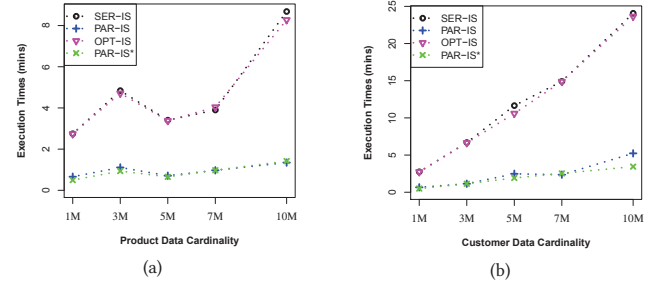 SER−IS
PAR−IS
OPT−IS
PAR−IS*
Execution Times (mins)
8
6
4
2
0
1M 3M 5M 7M 10M
Product Data Cardinality
(a)
SER−IS
PAR−IS
OPT−IS
PAR−IS*
Execution Times (mins)
25
20
15
10
5
0
1M 3M 5M 7M 10M
Customer Data Cardinality
(b)